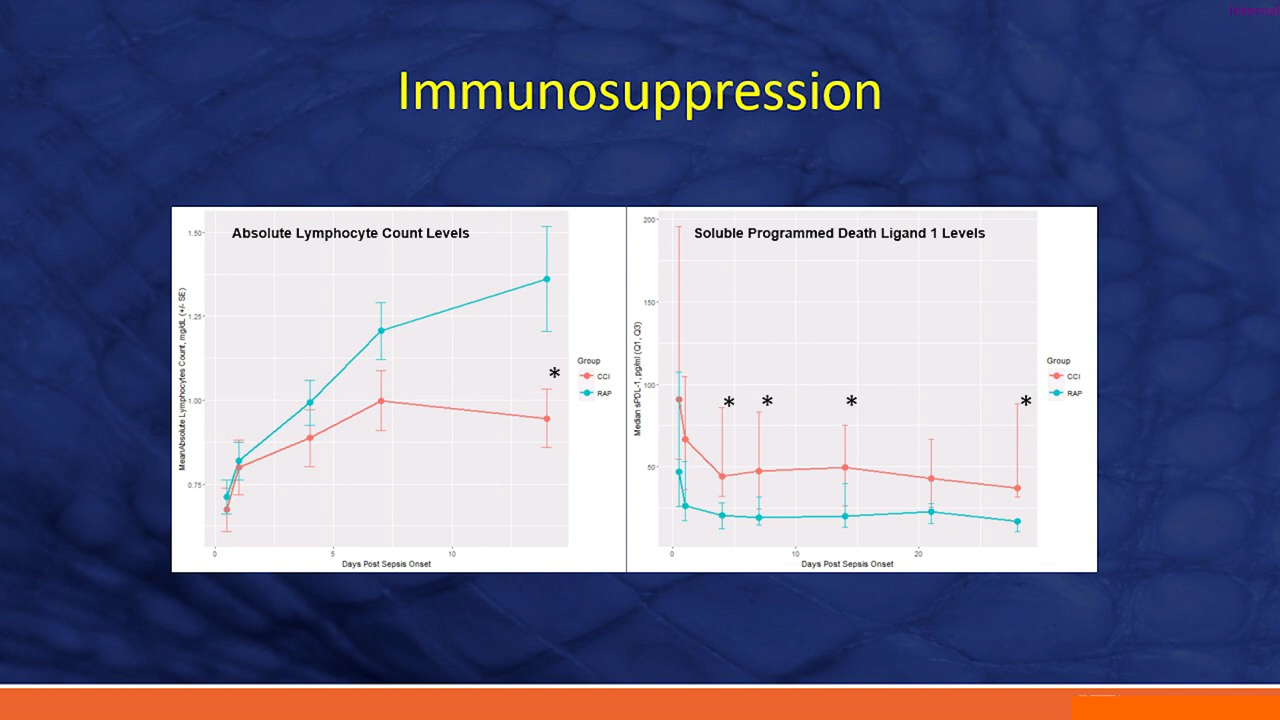 Immunosuppression
Absolute Lymphocyte Count Levels
MeanAbsolute Lymphocytes Count, mg/dL (+/- SE)
1.50
1.25
1.00
0.75
0
5
10
Days Post Sepsis Onset
*
Group
CCI
RAP
Soluble Programmed Death Ligand 1 Levels
Median sPDL-1, pg/ml (Q1, Q3)
200
150
100
50
0
10
20
Days Post Sepsis Onset
* * * *
Group
CCI
RAP